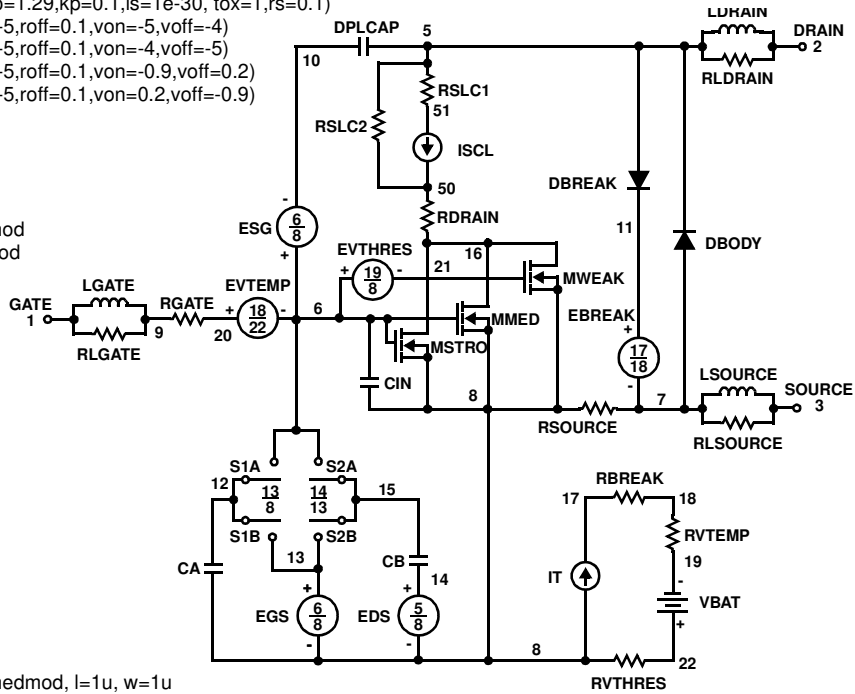 p=1.29,kp=0.1,is=1e-30, tox=1,rs=0.1)
-5,roff=0.1,von=-5,voff=-4)
-5,roff=0.1,von=-4,voff=-5)
-5,roff=0.1,von=-0.9,voff=0.2)
-5,roff=0.1,von=0.2,voff=-0.9)
LDRAIN
DPLCAP 5 DRAIN
10 2
RLDRAIN
RSLC1
51
RSLC2
ISCL
50
DBREAK
RDRAIN
ESG 6 8 - +
11
DBODY
EVTHRES 16
+ 19 8 - 21
MWEAK
LGATE EVTEMP
GATE RGATE + 18 22 - 6
1 9 20
RLGATE
MMED
EBREAK +
17 18
-
MSTRO
CIN
8
7
LSOURCE SOURCE
3
RSOURCE
RLSOURCE
S1A S2A
12 13 8 14 13 15
S1B S2B
13
CA CB
14
+ +
EGS 6 8 EDS 5 8
- -
RBREAK
17 18
RVTEMP
19
IT
-
VBAT
+
8 22
RVTHRES
nod
od
nedmod, l=1u, w=1u